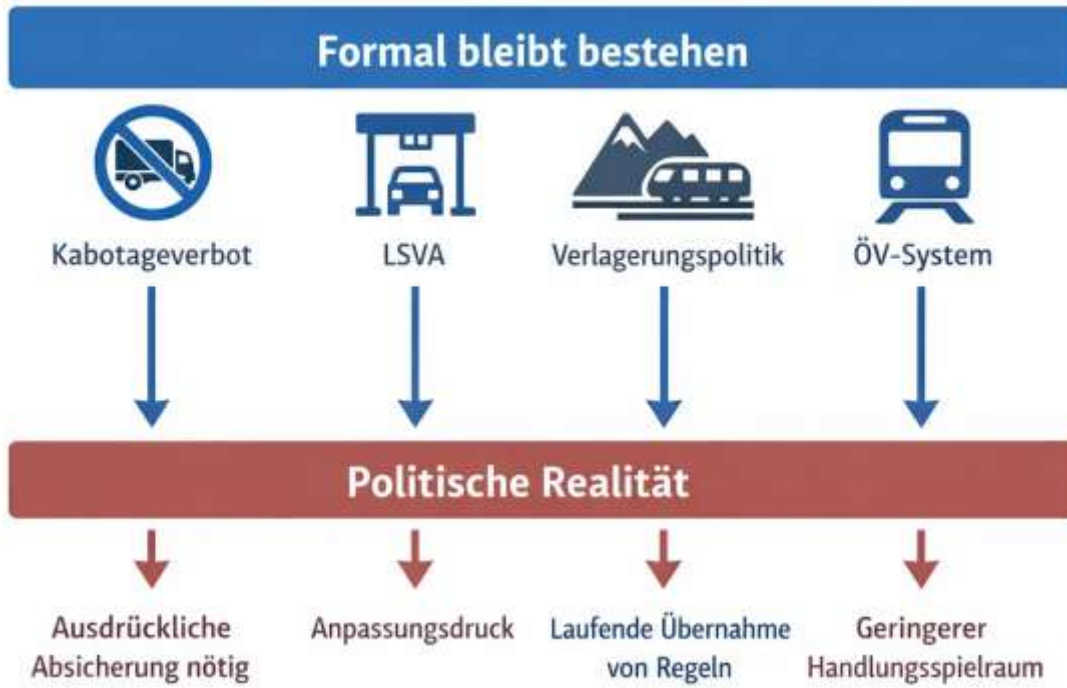 Formal bleibt bestehen
Kabotageverbot
LSVA
Verlagerungspolitik
ÖV-System
Politische Realität
Ausdrückliche
Absicherung nötig
Anpassungsdruck
Laufende Übernahme
von Regeln
Geringerer
Handlungsspielraum